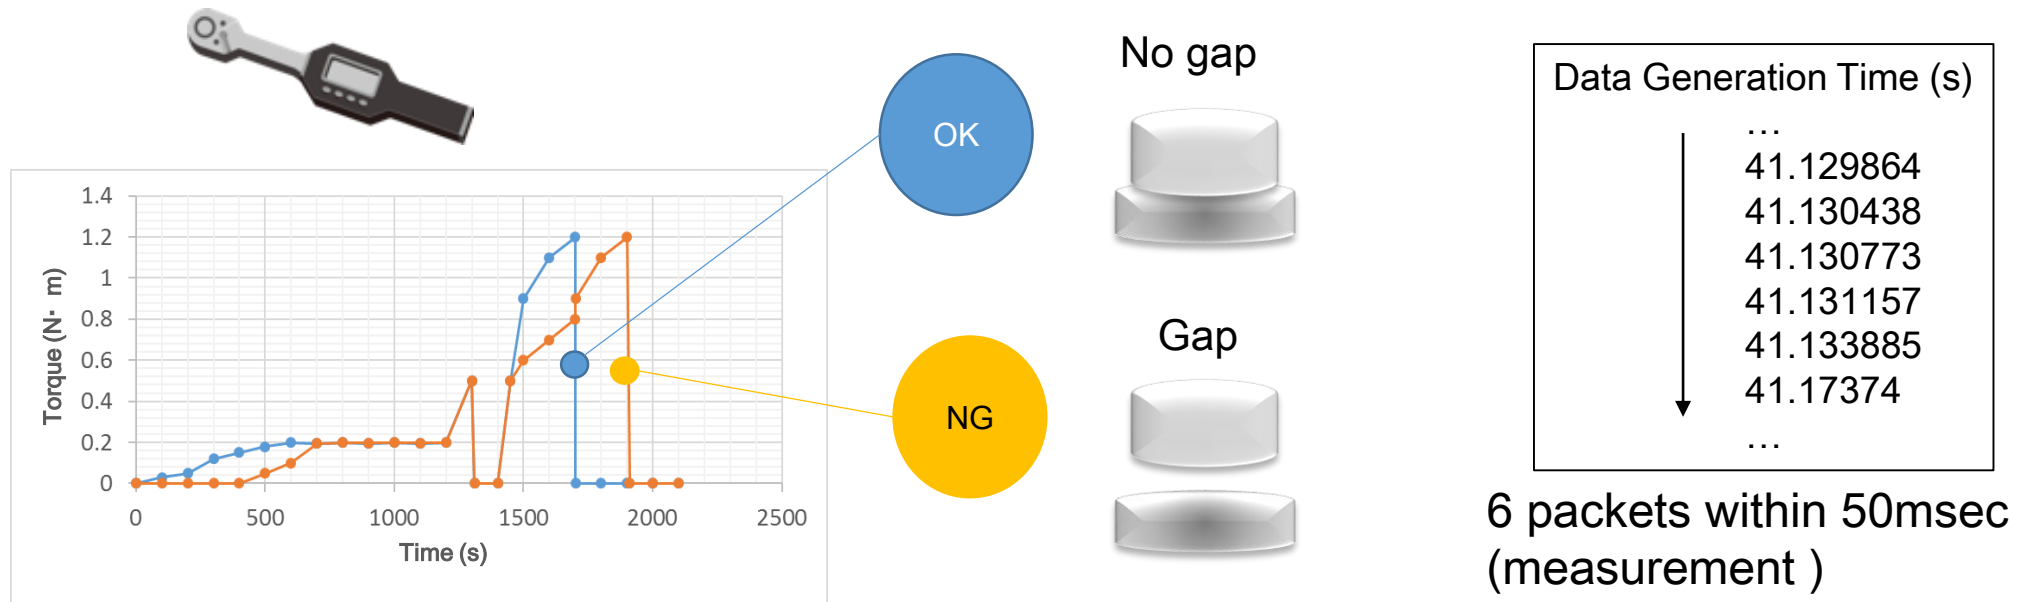 1.4
1.2
1
0.8
0.6
0.4
0.2
0
Torque (N・ m)
0 500 1000 1500 2000 2500
Time (s)
OK
NG
No gap
Gap
Data Generation Time (s)
…
41.129864
41.130438
41.130773
41.131157
41.133885
41.17374
…
6 packets within 50msec
(measurement )